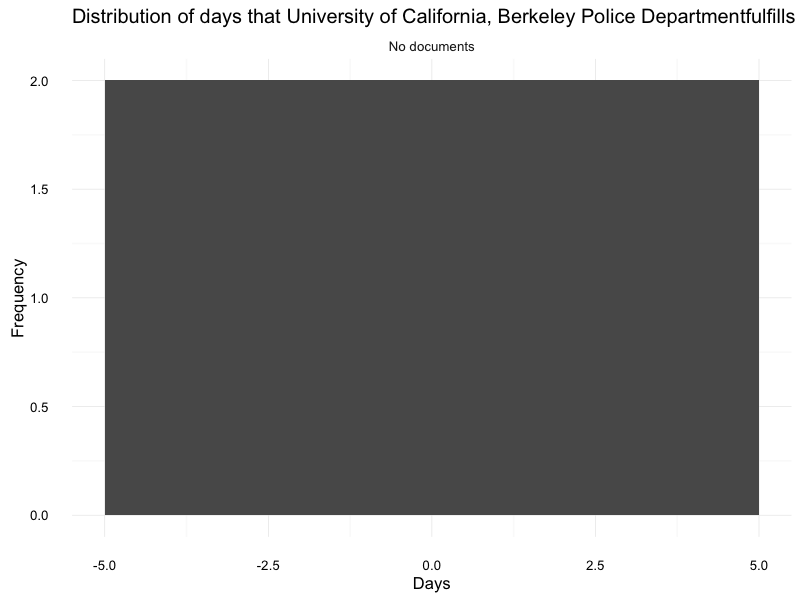 Distribution of days that University of California, Berkeley Police Departmentfulfills
No documents
2.0
1.5
1.0
0.5
0.0
Frequency
-5.0 -2.5 0.0 2.5 5.0
Days